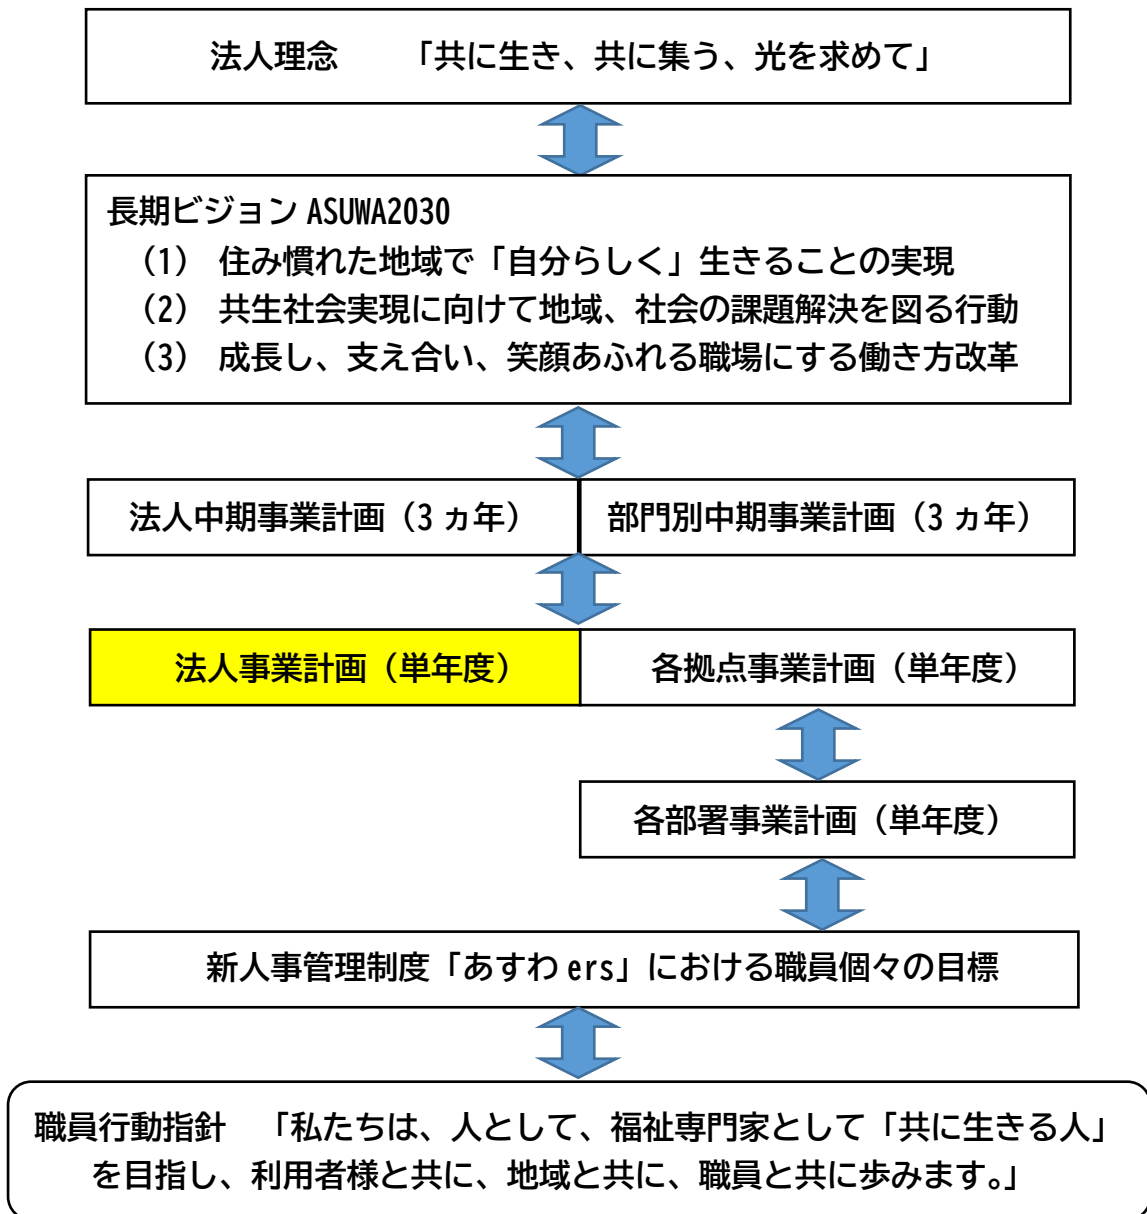 法人理念　　「共に生き、共に集う、光を求めて」
長期ビジョン ASUWA2030
（1）　住み慣れた地域で「自分らしく」生きることの実現
（2）　共生社会実現に向けて地域、社会の課題解決を図る行動
（3）　成長し、支え合い、笑顔あふれる職場にする働き方改革
法人中期事業計画（3 ヵ年）
部門別中期事業計画（3 ヵ年）
法人事業計画（単年度）
各拠点事業計画（単年度）
各部署事業計画（単年度）
新人事管理制度「あすわ ers」における職員個々の目標
職員行動指針　「私たちは、人として、福祉専門家として「共に生きる人」
を目指し、利用者様と共に、地域と共に、職員と共に歩みます。」